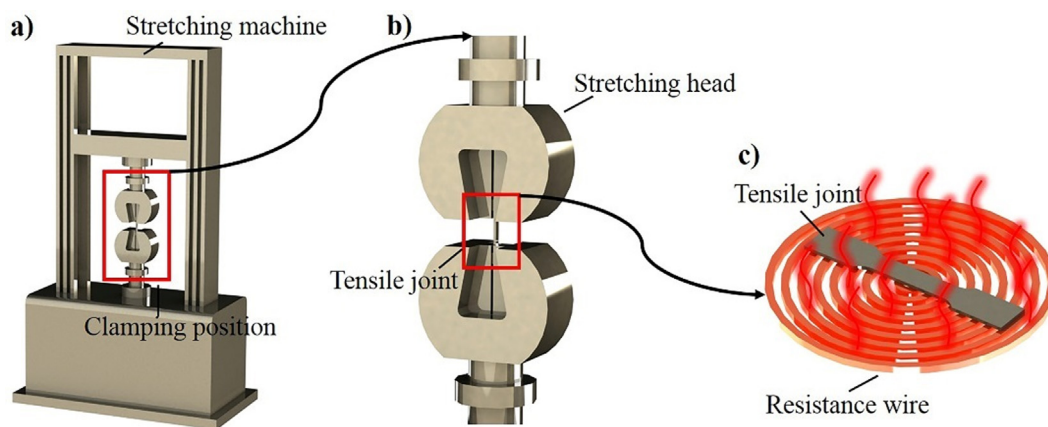 a)
Stretching machine
Clamping position
b)
Stretching head
Tensile joint
c)
Tensile joint
Resistance wire